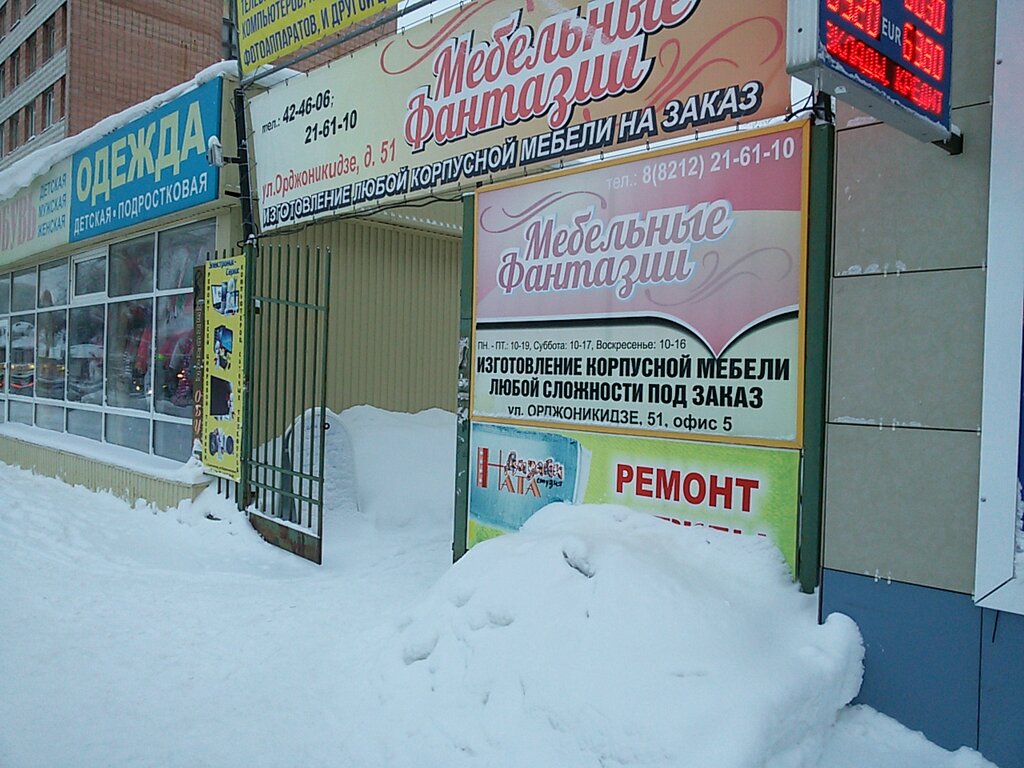 КОМПЬЮТЕРОВ,
ФОТОАППАРАТОВ, И ДРУГОЙ
Мебельные
Фантазии
тел.: 42-46-06;
21-61-10
ул.Орджоникидзе, д. 51
ИЗГОТОВЛЕНИЕ ЛЮБОЙ КОРПУСНОЙ МЕБЕЛИ НА ЗАКАЗ
EUR
ОДЕЖДА
ДЕТСКАЯ • ПОДРОСТКОВАЯ
ДЕТСКАЯ
МУЖСКАЯ
ЖЕНСКАЯ
тел.: 8(8212) 21-61-10
Мебельные
Фантазии
ПН. - ПТ.: 10-19, Суббота: 10-17, Воскресенье: 10-16
ИЗГОТОВЛЕНИЕ КОРПУСНОЙ МЕБЕЛИ
ЛЮБОЙ СЛОЖНОСТИ ПОД ЗАКАЗ
ул. ОРДЖОНИКИДЗЕ, 51, офис 5
НАТА
РЕМОНТ